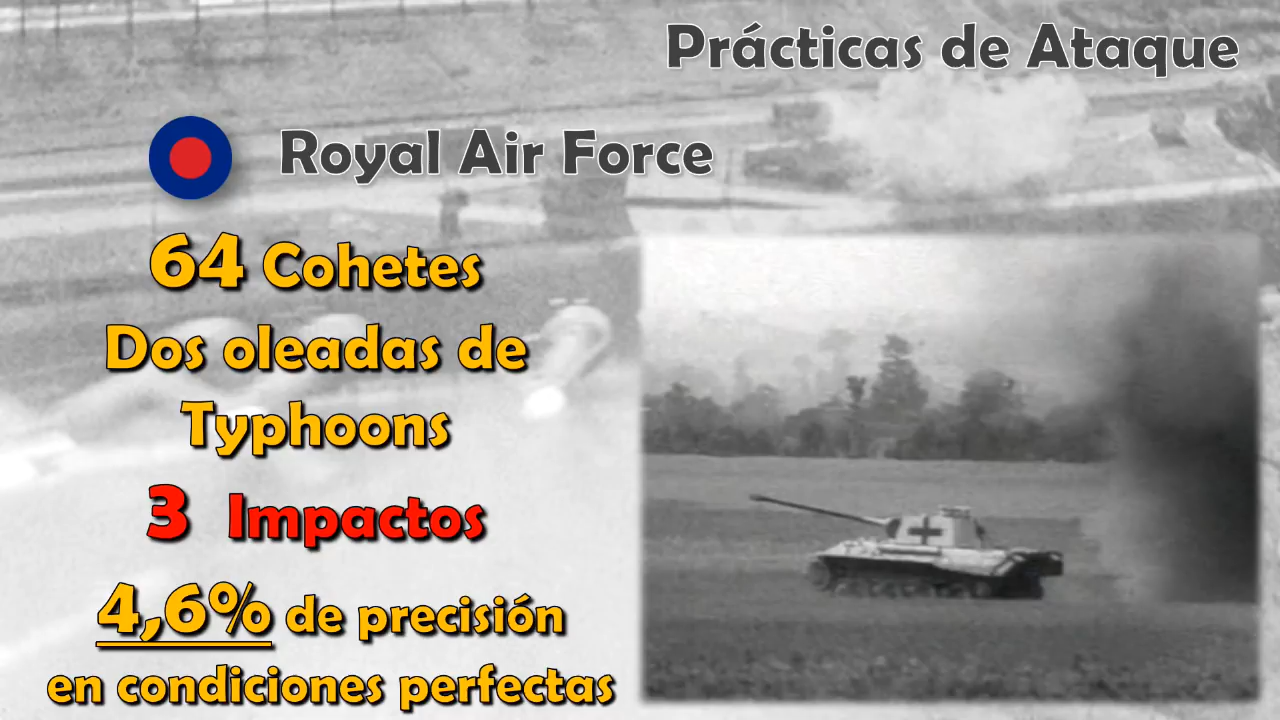 Prácticas de Ataque
Royal Air Force
64 Cohetes
Dos oleadas de
Typhoons
3 Impactos
4,6% de precisión
en condiciones perfectas